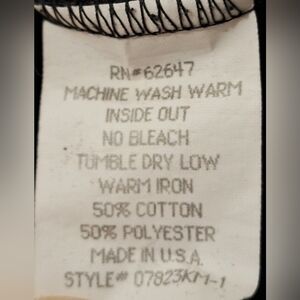 RN#62647
MACHINE WASH WARM
INSIDE OUT
NO BLEACH
TUMBLE DRY LOW
WARM IRON
50% COTTON
50% POLYESTER
MADE IN U.S.A.
STYLE# 07823KM-1